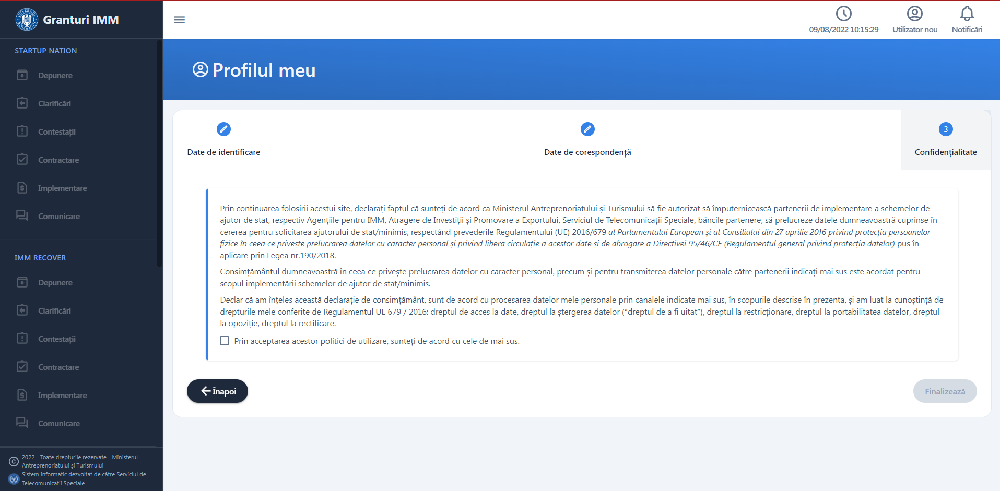 GUVERNUL ROMÂNIEI
Granturi IMM
09/08/2022 10:15:29
Utilizator nou
Notificări
STARTUP NATION
Depunere
Clarificări
Contestații
Contractare
Implementare
Comunicare
IMM RECOVER
Depunere
Clarificări
Contestații
Contractare
Implementare
Comunicare
2022 - Toate drepturile rezervate - Ministerul
Antreprenoriatului și Turismului
Sistem informatic dezvoltat de către Serviciul de
Telecomunicații Speciale
Profilul meu
3
Date de identificare
Date de corespondență
Confidențialitate
Prin continuarea folosirii acestui site, declarați faptul că sunteți de acord ca Ministerul Antreprenoriatului și Turismului să fie autorizat să împuternicească partenerii de implementare a schemelor de
ajutor de stat, respectiv Agențiile pentru IMM, Atragere de Investiții și Promovare a Exportului, Serviciul de Telecomunicații Speciale, băncile partenere, să prelucreze datele dumneavoastră cuprinse în
cererea pentru solicitarea ajutorului de stat/minimis, respectând prevederile Regulamentului (UE) 2016/679 al Parlamentului European și al Consiliului din 27 aprilie 2016 privind protecția persoanelor
fizice în ceea ce privește prelucrarea datelor cu caracter personal și privind libera circulație a acestor date și de abrogare a Directivei 95/46/CE (Regulamentul general privind protecția datelor) pus în
aplicare prin Legea nr.190/2018.
Consimțământul dumneavoastră în ceea ce privește prelucrarea datelor cu caracter personal, precum și pentru transmiterea datelor personale către partenerii indicați mai sus este acordat pentru
scopul implementării schemelor de ajutor de stat/minimis.
Declar că am înțeles această declarație de consimțământ, sunt de acord cu procesarea datelor mele personale prin canalele indicate mai sus, în scopurile descrise în prezenta, și am luat la cunoștință de
drepturile mele conferite de Regulamentul UE 679 / 2016: dreptul de acces la date, dreptul la ștergerea datelor (“dreptul de a fi uitat”), dreptul la restricționare, dreptul la portabilitatea datelor, dreptul
la opoziție, dreptul la rectificare.
Prin acceptarea acestor politici de utilizare, sunteți de acord cu cele de mai sus.
Înapoi
Finalizează